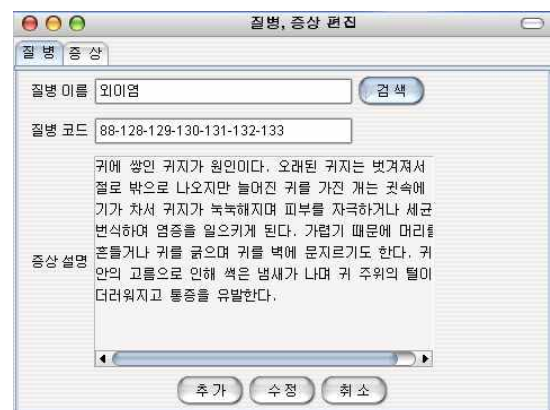 질병, 증상 편집
질 병 증 상
질병 이름 외이염 검 색
질병 코드 88-128-129-130-131-132-133
귀에 쌓인 귀지가 원인이다. 오래된 귀지는 벗겨져서
절로 밖으로 나오지만 늘어진 귀를 가진 개는 귓속에
기가 차서 귀지가 눅눅해지며 피부를 자극하거나 세균
번식하여 염증을 일으키게 된다. 가렵기 때문에 머리를
증상 설명 흔들거나 귀를 긁으며 귀를 벽에 문지르기도 한다. 귀
안의 고름으로 인해 썩은 냄새가 나며 귀 주위의 털이
더러워지고 통증을 유발한다.
추 가 수 정 취 소